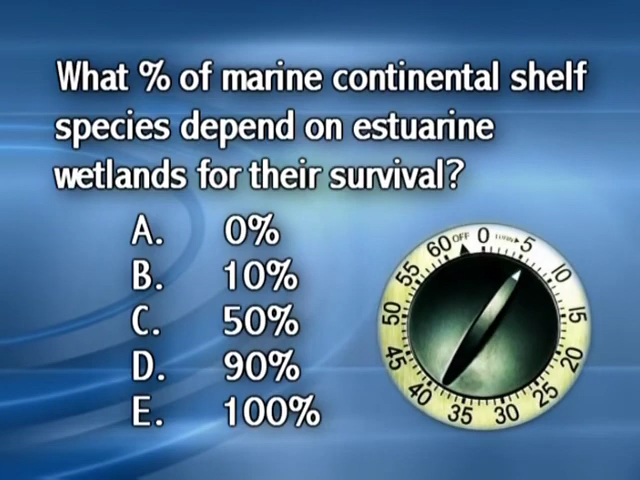 What % of marine continental shelf
species depend on estuarine
wetlands for their survival?
A. 0%
B. 10%
C. 50%
D. 90%
E. 100%
OFF 0 5
10
15
20
25
30
35
40
45
50
55
60